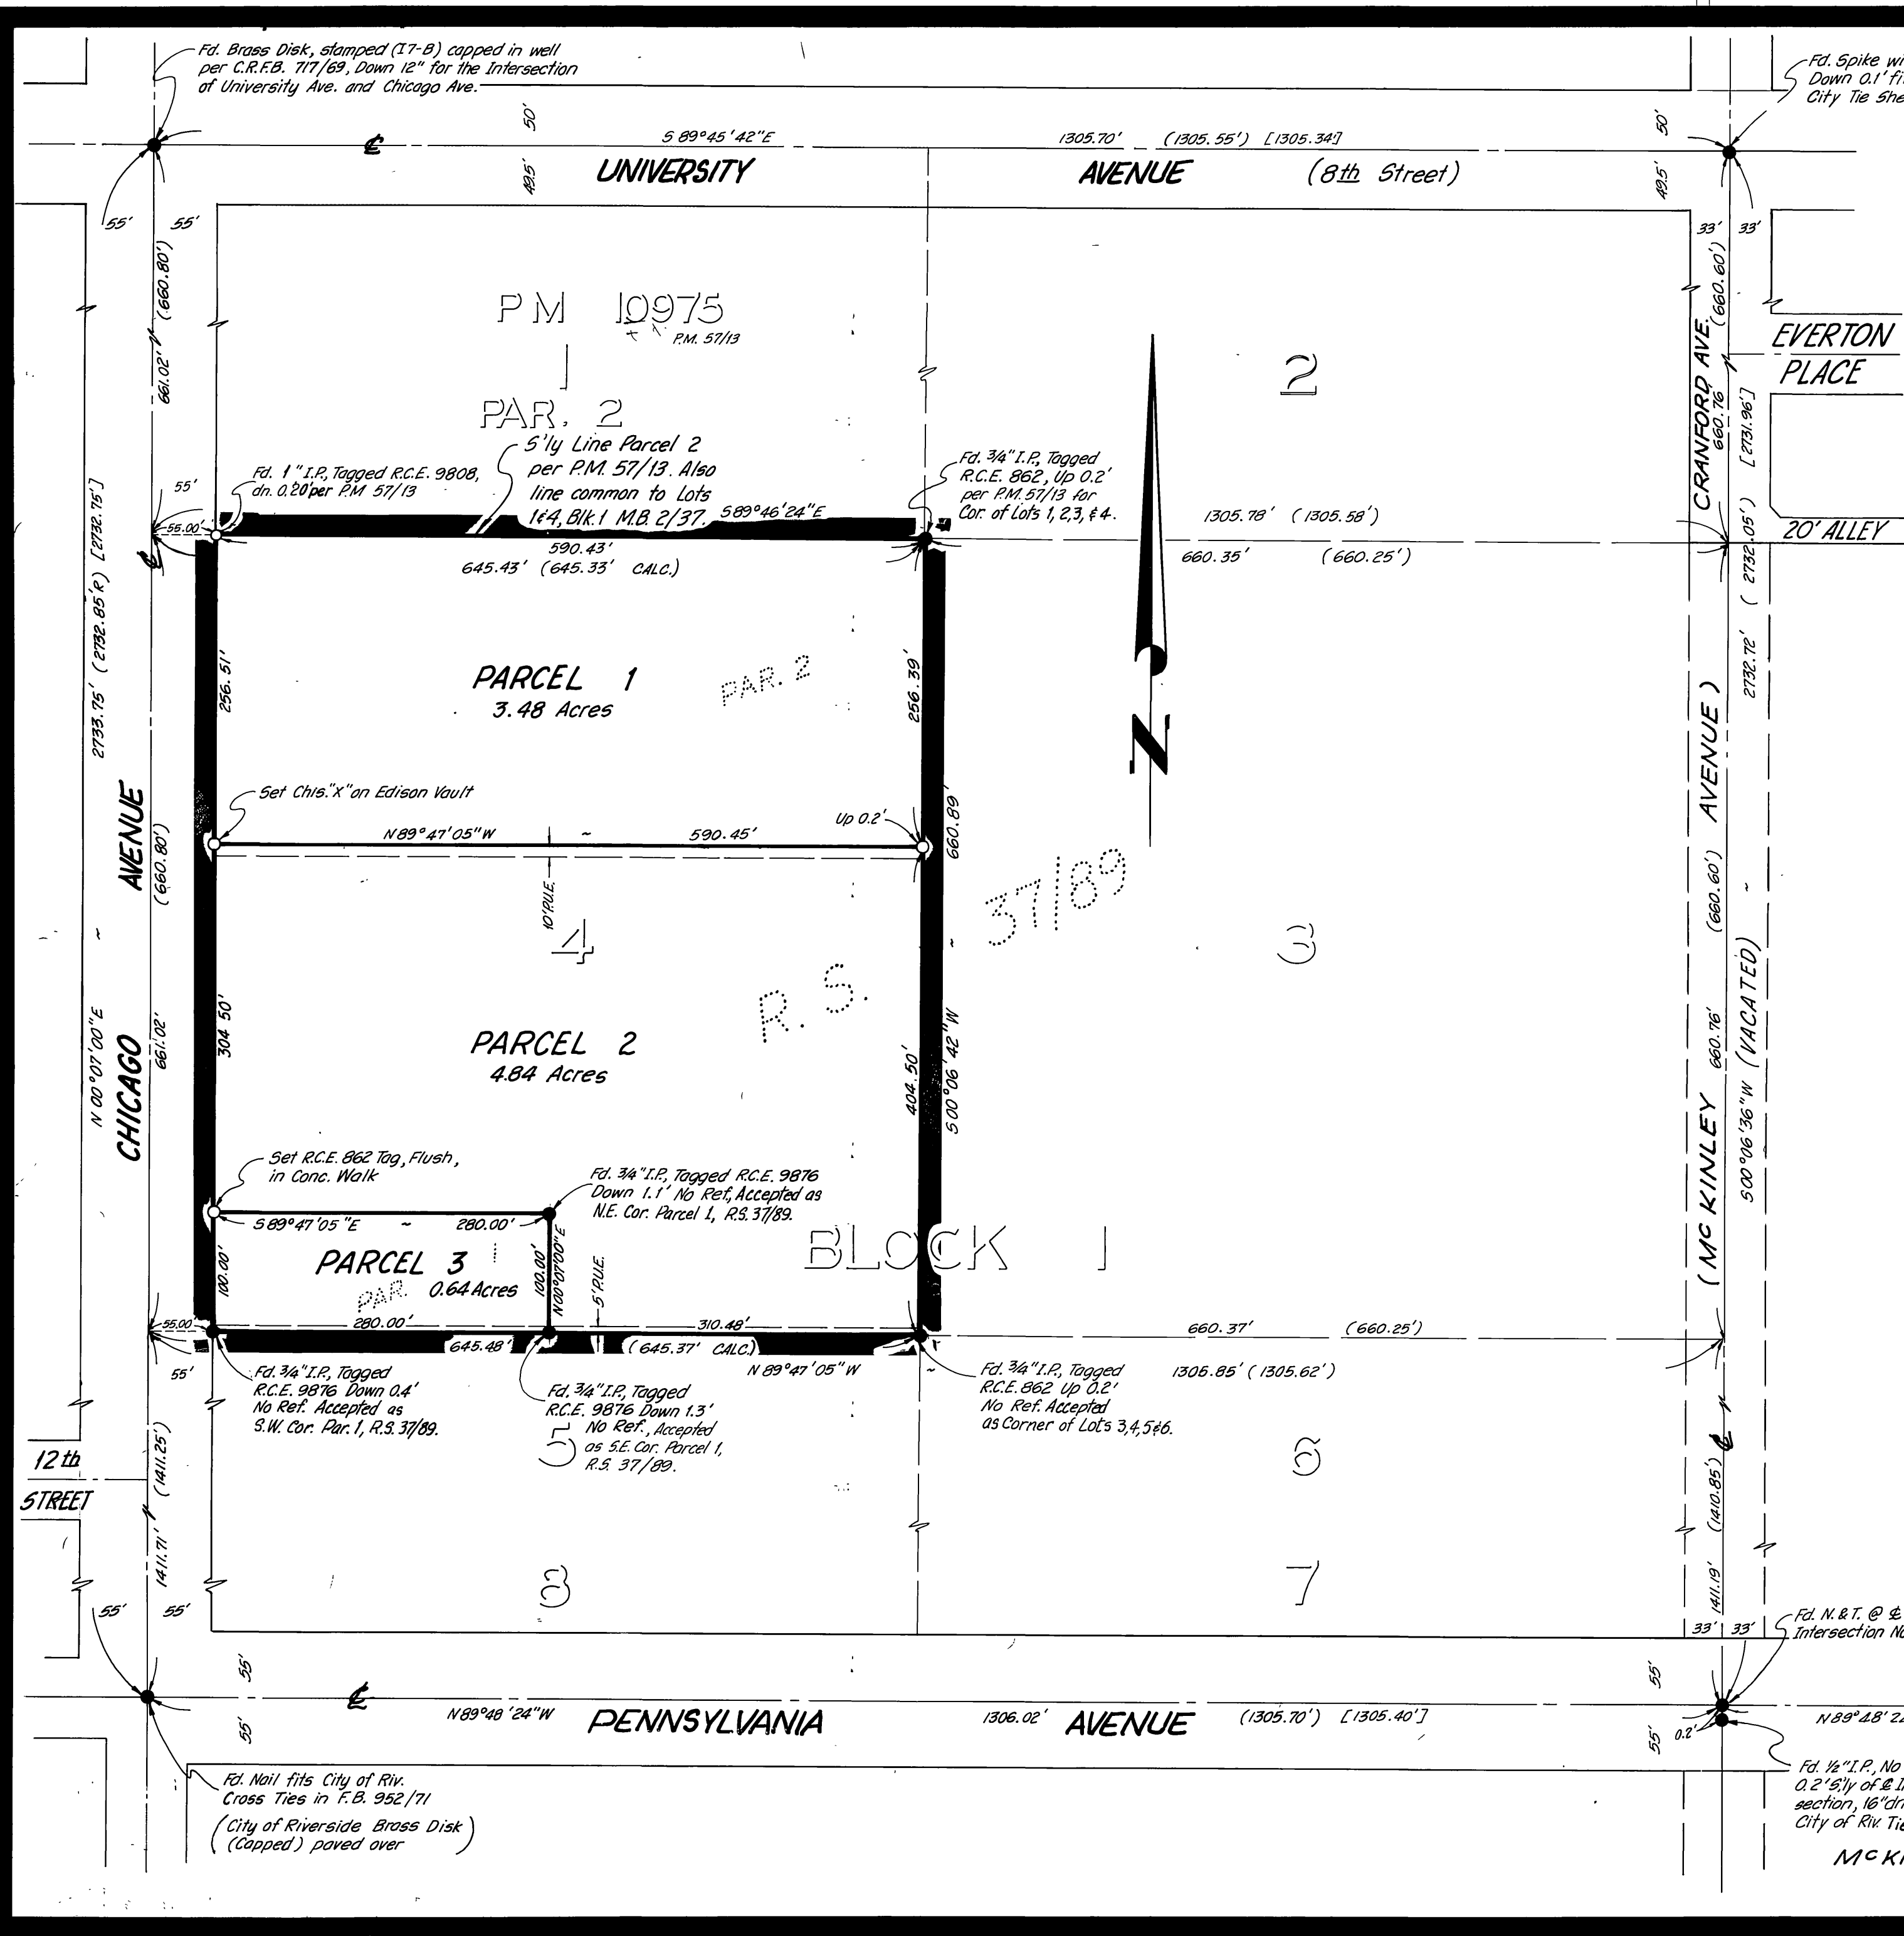 Fd. Brass Disk, stamped (I7-B) capped in well
per C.R.F.B. 717/69, Down 12" for the Intersection
of University Ave. and Chicago Ave.
Fd. Spike wi
Down 0.1' fi
City Tie She
50'
50'
S 89°45'42"E
1305.70' (1305.55') [1305.34']
49.5'
UNIVERSITY AVENUE (8th Street)
49.5'
55' 55'
33' 33'
661.02' (660.80')
(660.60')
PM 10975
P.M. 57/13
1
PAR. 2
2
CRANFORD AVE.
660.76
EVERTON
PLACE
[2731.96']
S'ly Line Parcel 2
per P.M. 57/13. Also
line common to Lots
1&4, Blk.1 M.B. 2/37.
Fd. 1" I.P., Tagged R.C.E. 9808,
dn. 0.20' per P.M. 57/13
Fd. 3/4" I.P., Tagged
R.C.E. 862, Up 0.2'
per P.M. 57/13 for
Cor. of Lots 1,2,3, & 4.
55'
55.00'
S89°46'24"E
1305.78' (1305.58')
20' ALLEY
590.43'
645.43' (645.33' CALC.)
660.35' (660.25')
2733.75' (2732.85'R) [2732.75']
2732.72' (2732.05')
256.51'
PARCEL 1
3.48 Acres
PAR. 2
256.39'
N
Set Chis. "X" on Edison Vault
Up 0.2'
N89°47'05"W ~ 590.45'
660.89'
10' P.U.E.
4
37/89
R.S.
3
CHICAGO AVENUE
(660.80')
661.02'
N 00°07'00"E ~
304.50'
PARCEL 2
4.84 Acres
404.50'
S00°06'42"W ~
(McKINLEY AVENUE)
(660.60')
660.76'
S00°06'36"W (VACATED) ~
Set R.C.E. 862 Tag, Flush,
in Conc. Walk
Fd. 3/4" I.P., Tagged R.C.E. 9876
Down 1.1' No Ref., Accepted as
N.E. Cor. Parcel 1, R.S. 37/89.
S89°47'05"E ~ 280.00'
BLOCK 1
PARCEL 3
0.64 Acres
PAR. 1
100.00'
100.00'
N00°07'00"E
5' P.U.E.
55.00'
280.00'
310.48'
660.37' (660.25')
645.48' (645.37' CALC.)
N 89°47'05"W ~
1305.85' (1305.62')
55'
Fd. 3/4" I.P., Tagged
R.C.E. 9876 Down 0.4'
No Ref. Accepted as
S.W. Cor. Par. 1, R.S. 37/89.
Fd. 3/4" I.P., Tagged
R.C.E. 9876 Down 1.3'
No Ref., Accepted
as S.E. Cor. Parcel 1,
R.S. 37/89.
Fd. 3/4" I.P., Tagged
R.C.E. 862 Up 0.2'
No Ref. Accepted
as Corner of Lots 3,4,5&6.
5
6
12th
STREET
1411.71' (1411.25')
1411.19' (1410.85')
8
7
55' 55'
33' 33'
Fd. N.&T. @ ℄
Intersection No
55'
55'
N89°48'24"W
PENNSYLVANIA AVENUE
1306.02' (1305.70') [1305.40']
55'
55'
0.2'
N89°48'2
Fd. Nail fits City of Riv.
Cross Ties in F.B. 952/71
(City of Riverside Brass Disk)
(Capped) paved over
Fd. 1/2" I.P., No
0.2' S'ly of ℄ I
section, 16" dn
City of Riv. Tie
McKI